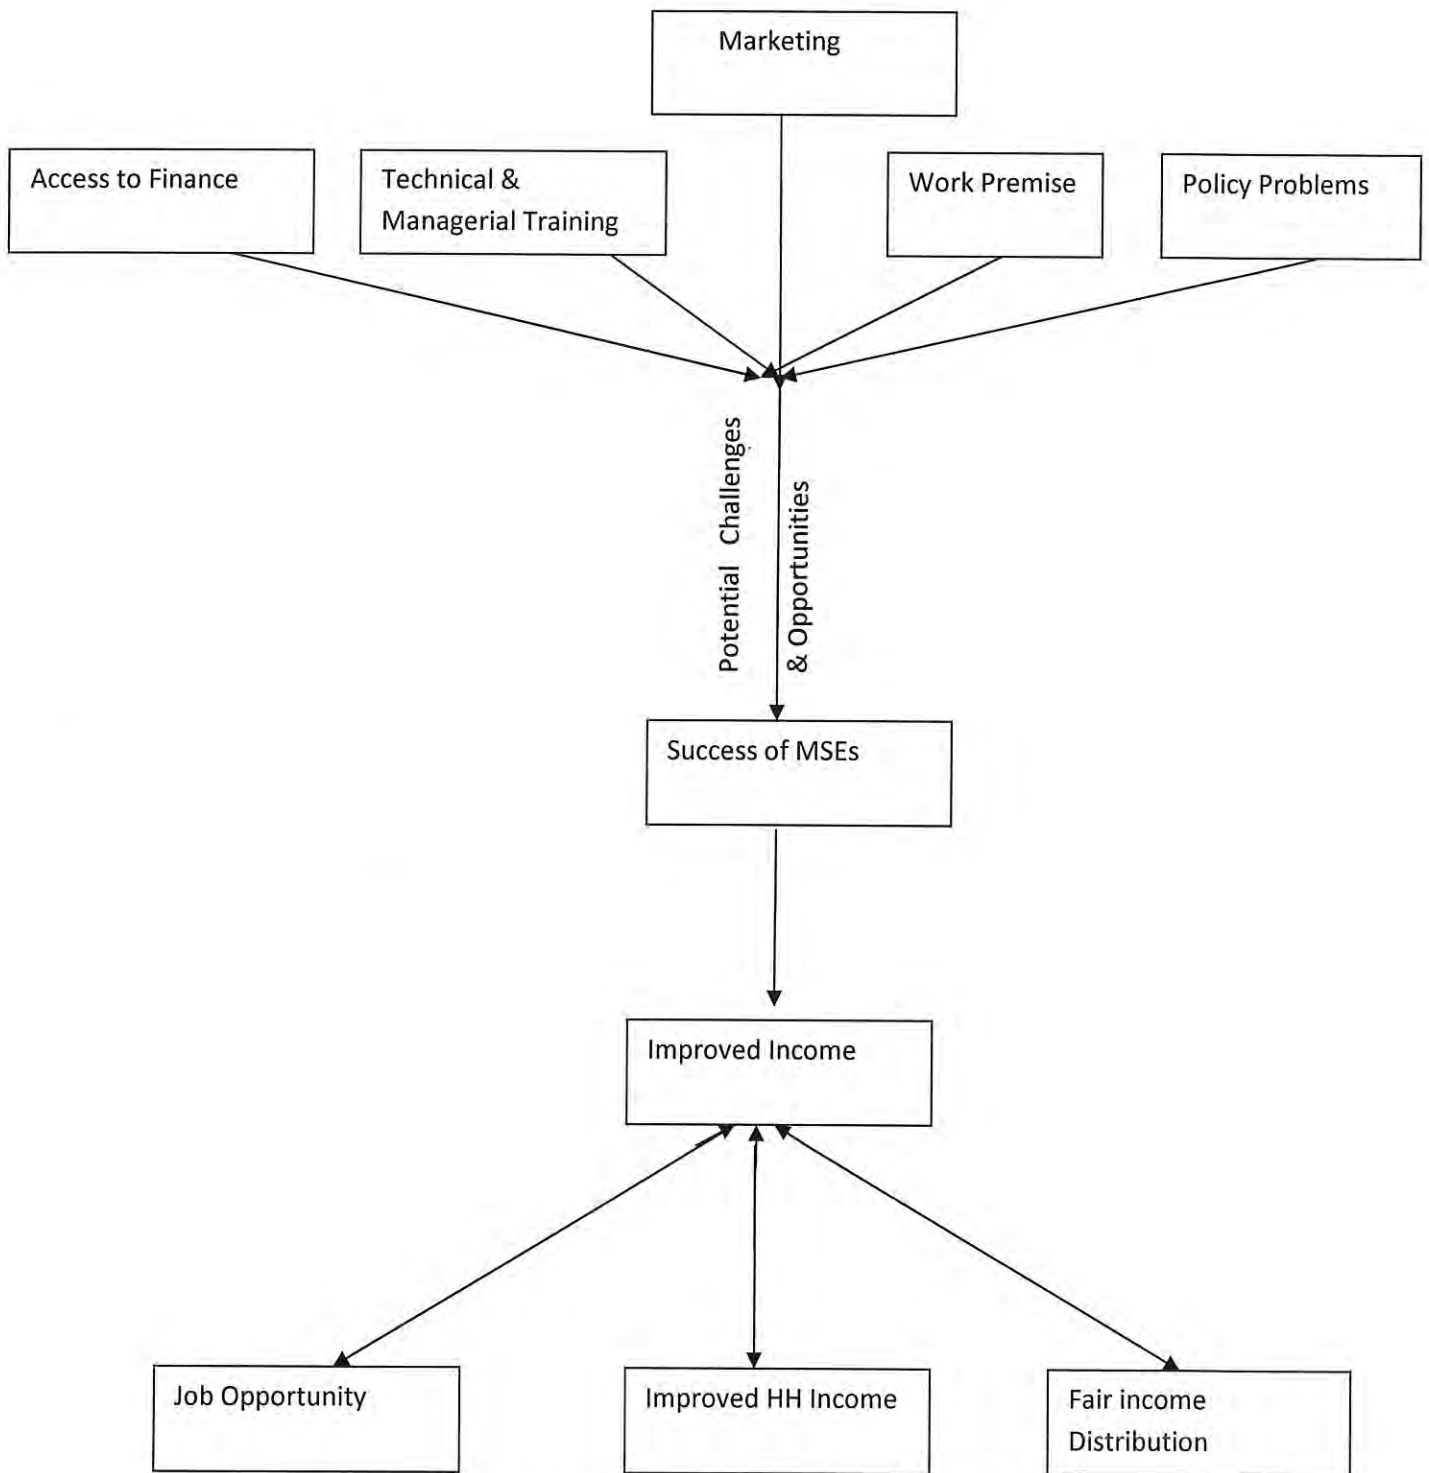 Marketing
Access to Finance
Technical &
Managerial Training
Work Premise
Policy Problems
Potential Challenges
& Opportunities
Success of MSEs
Improved Income
Job Opportunity
Improved HH Income
Fair income
Distribution